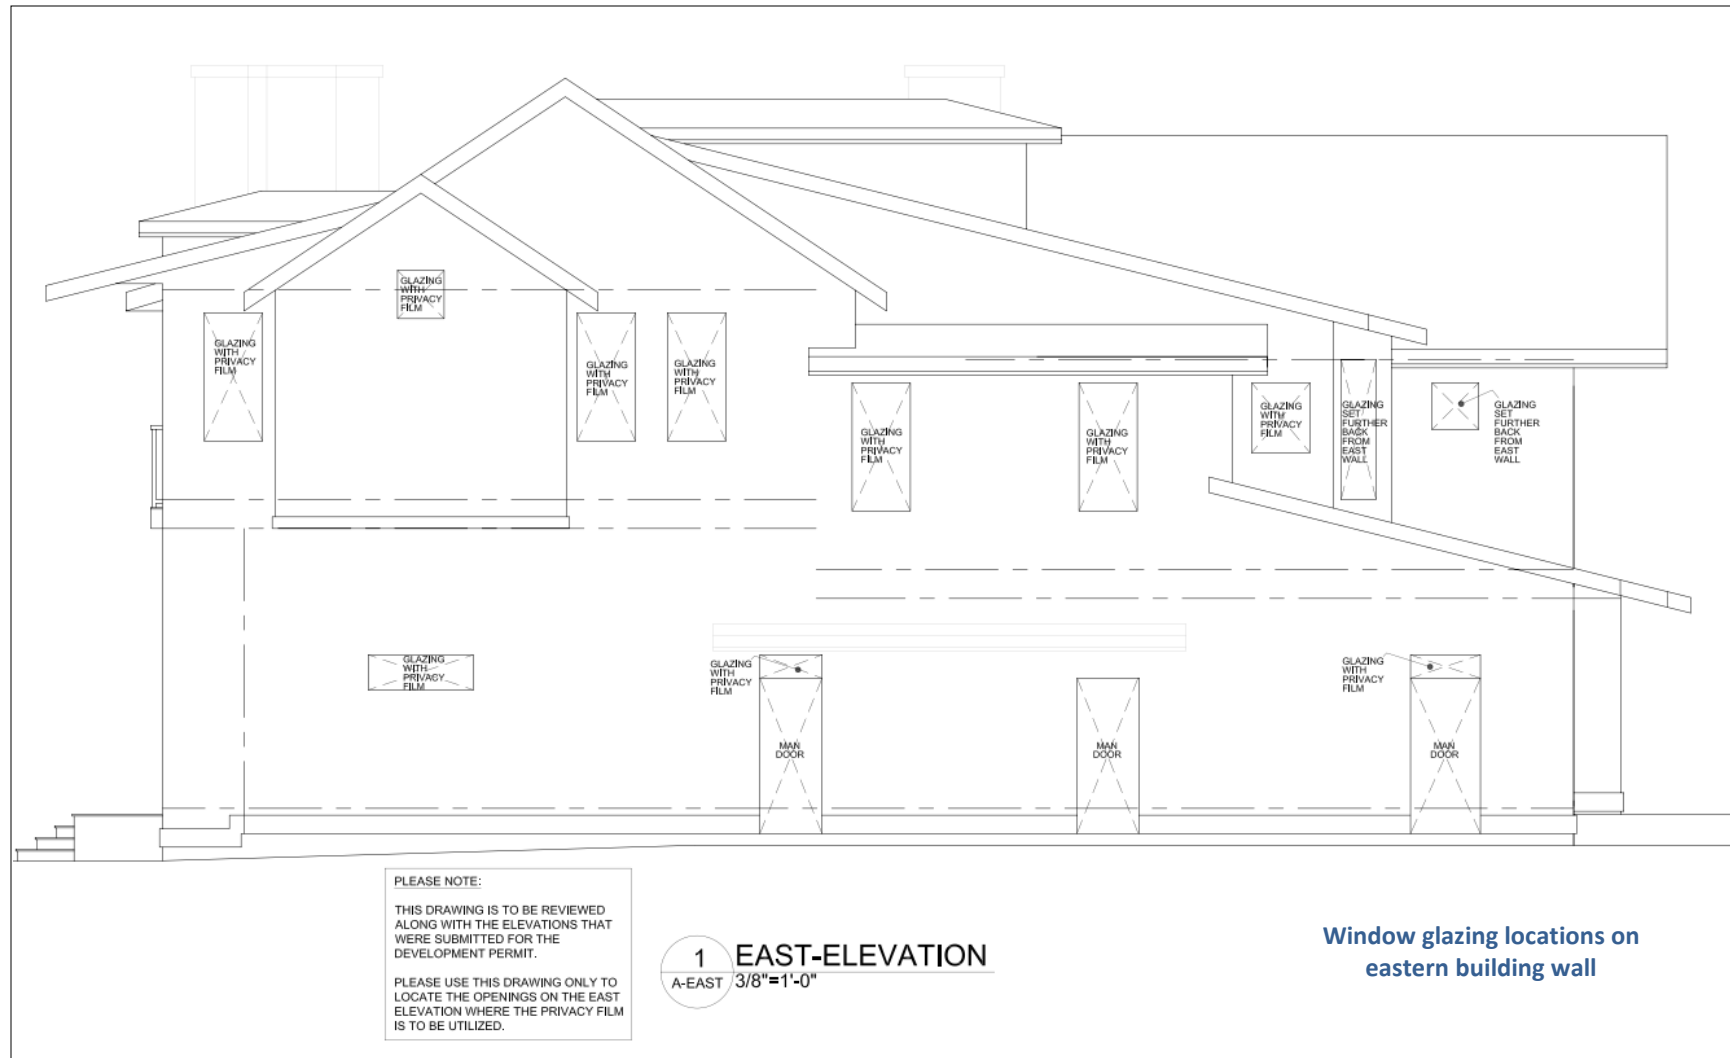 GLAZING
WITH
PRIVACY
FILM
GLAZING
WITH
PRIVACY
FILM
GLAZING
WITH
PRIVACY
FILM
GLAZING
WITH
PRIVACY
FILM
GLAZING
WITH
PRIVACY
FILM
GLAZING
WITH
PRIVACY
FILM
GLAZING
WITH
PRIVACY
FILM
GLAZING
SET
FURTHER
BACK
FROM
EAST
WALL
GLAZING
SET
FURTHER
BACK
FROM
EAST
WALL
GLAZING
WITH
PRIVACY
FILM
GLAZING
WITH
PRIVACY
FILM
GLAZING
WITH
PRIVACY
FILM
MAN
DOOR
MAN
DOOR
MAN
DOOR
PLEASE NOTE:
THIS DRAWING IS TO BE REVIEWED
ALONG WITH THE ELEVATIONS THAT
WERE SUBMITTED FOR THE
DEVELOPMENT PERMIT.
PLEASE USE THIS DRAWING ONLY TO
LOCATE THE OPENINGS ON THE EAST
ELEVATION WHERE THE PRIVACY FILM
IS TO BE UTILIZED.
1
A-EAST
EAST-ELEVATION
3/8"=1'-0"
Window glazing locations on
eastern building wall